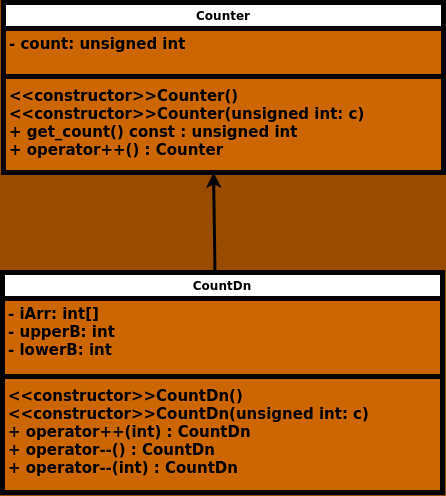 Counter
- count: unsigned int
<<constructor>>Counter()
<<constructor>>Counter(unsigned int: c)
+ get_count() const : unsigned int
+ operator++() : Counter
CountDn
- iArr: int[]
- upperB: int
- lowerB: int
<<constructor>>CountDn()
<<constructor>>CountDn(unsigned int: c)
+ operator++(int) : CountDn
+ operator--() : CountDn
+ operator--(int) : CountDn